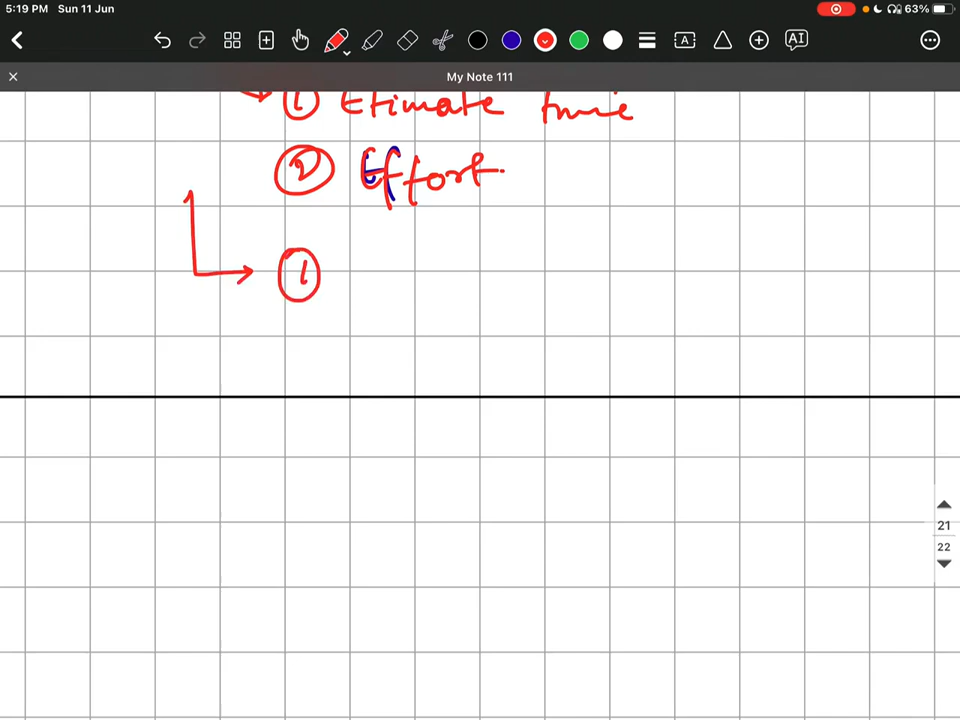 5:19 PM Sun 11 Jun 63%
A AI
My Note 111
① Etimate time
② Effort.
①
21
22